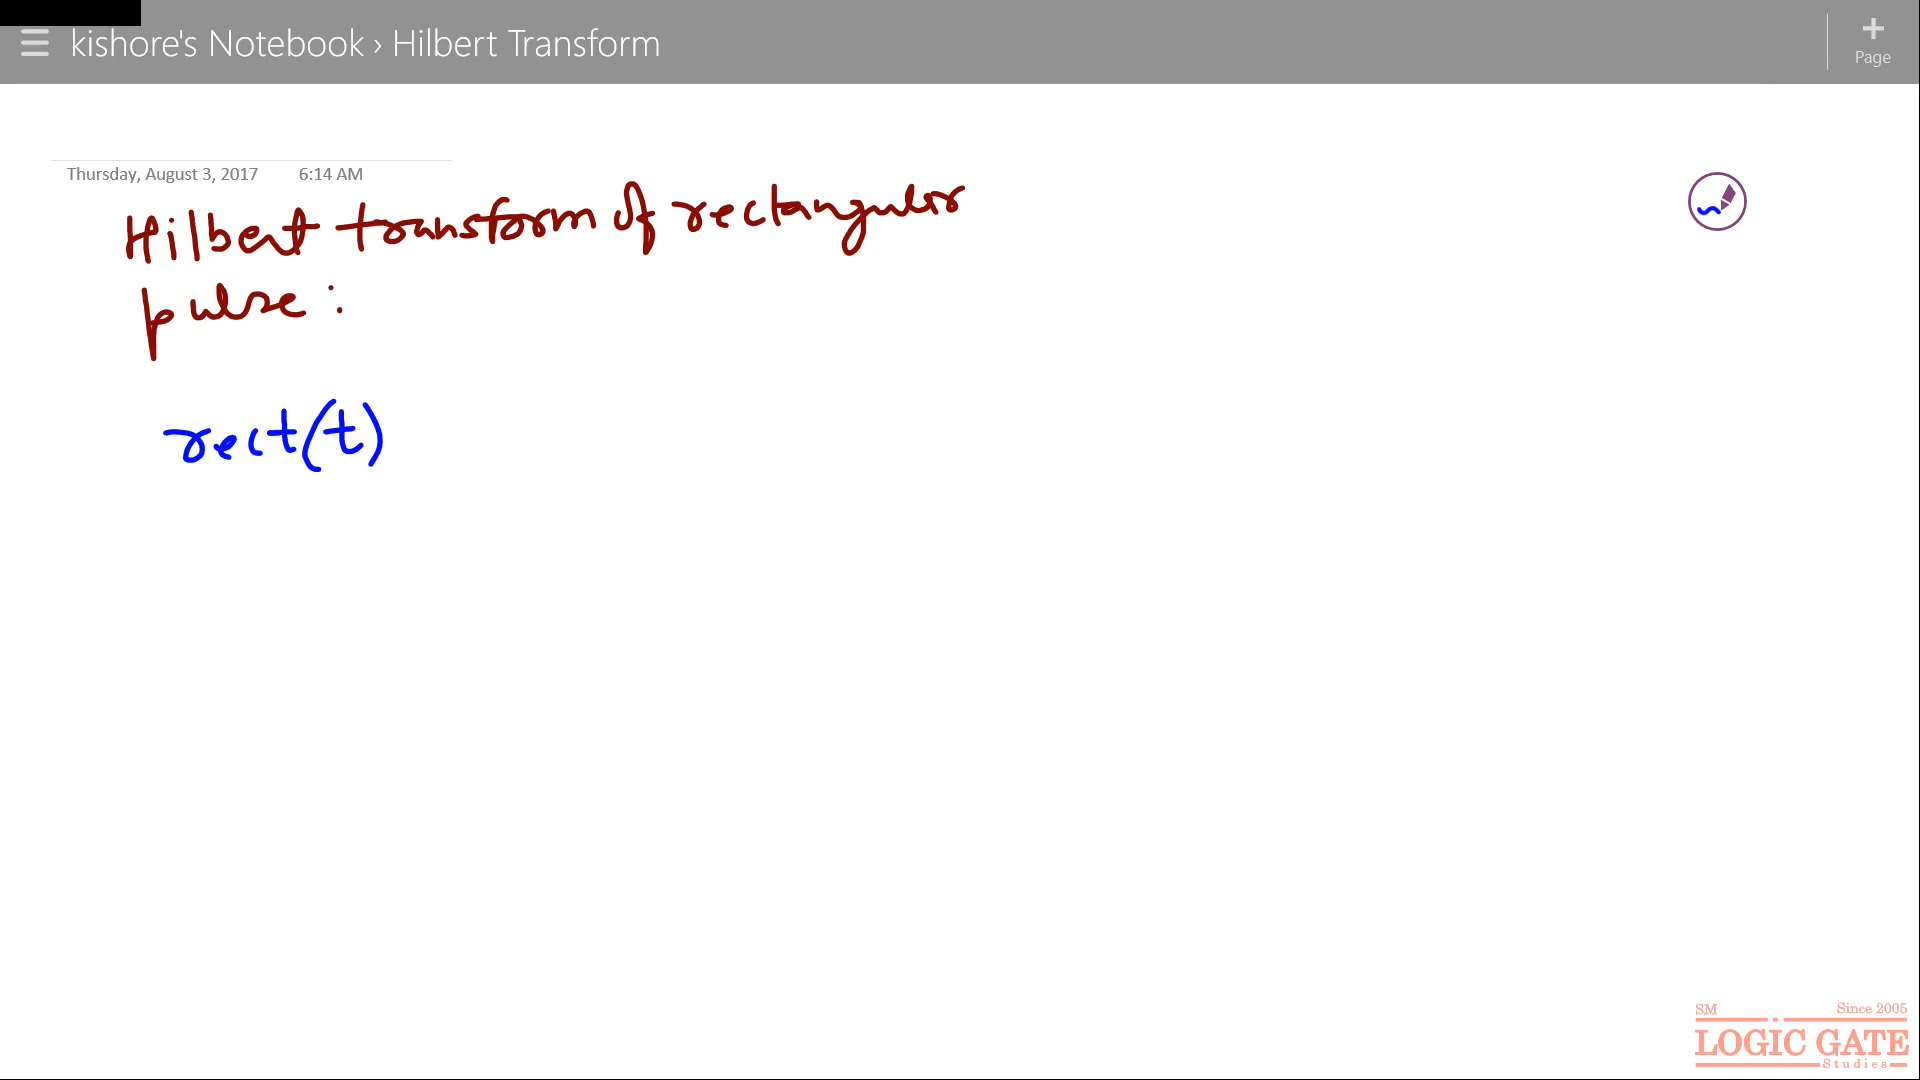 kishore's Notebook › Hilbert Transform
Page
Thursday, August 3, 2017 6:14 AM
Hilbert transform of rectangular
pulse :
rect(t)
SM Since 2005
LOGIC GATE
Studies